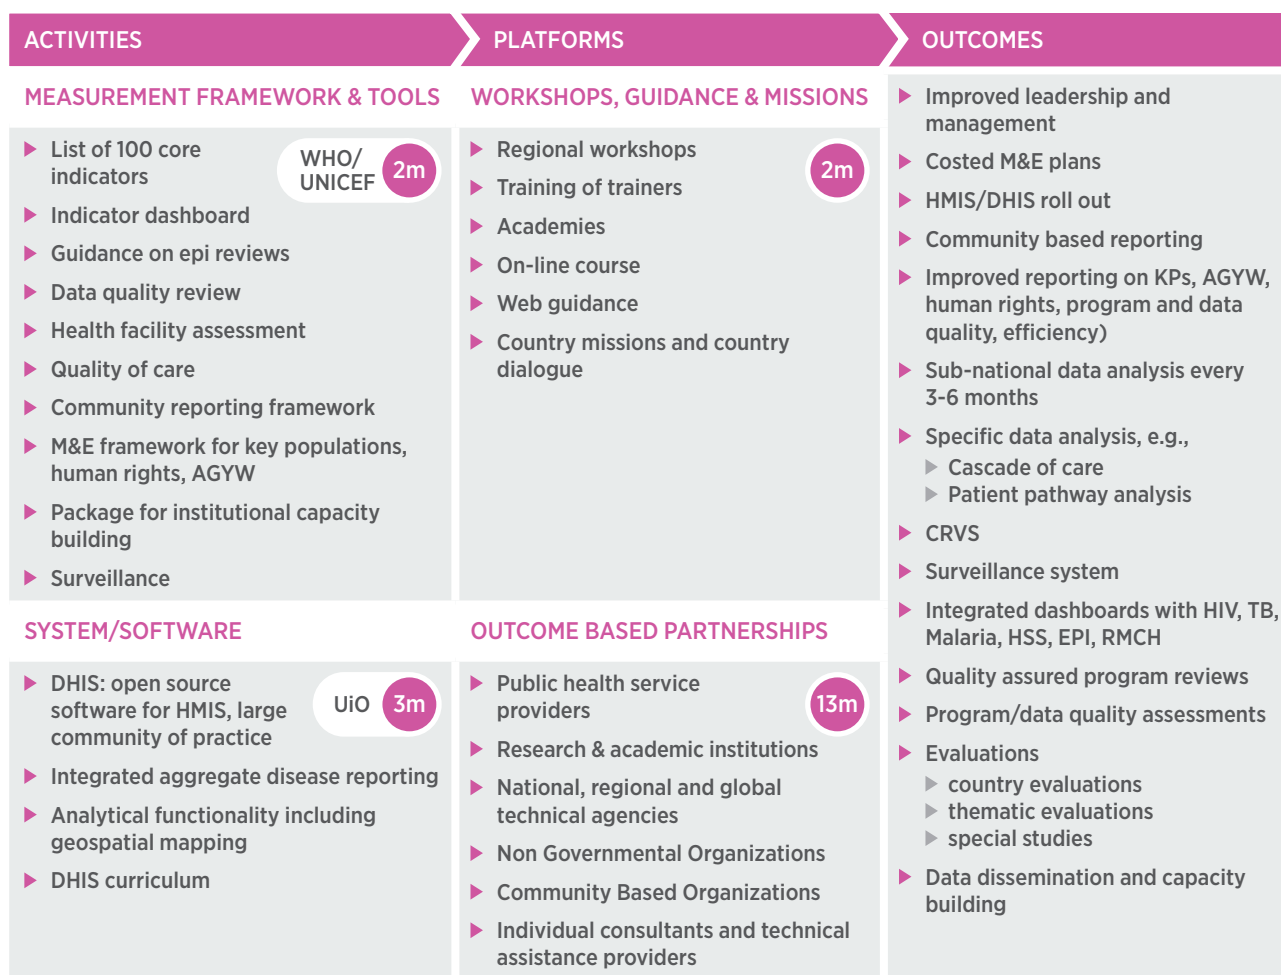 ACTIVITIES
PLATFORMS
OUTCOMES
MEASUREMENT FRAMEWORK & TOOLS
List of 100 core
indicators
WHO/
UNICEF
2m
Indicator dashboard
Guidance on epi reviews
Data quality review
Health facility assessment
Quality of care
Community reporting framework
M&E framework for key populations,
human rights, AGYW
Package for institutional capacity
building
Surveillance
SYSTEM/SOFTWARE
DHIS: open source
software for HMIS, large
community of practice
UiO
3m
Integrated aggregate disease reporting
Analytical functionality including
geospatial mapping
DHIS curriculum
WORKSHOPS, GUIDANCE & MISSIONS
Regional workshops
2m
Training of trainers
Academies
On-line course
Web guidance
Country missions and country
dialogue
OUTCOME BASED PARTNERSHIPS
Public health service
providers
13m
Research & academic institutions
National, regional and global
technical agencies
Non Governmental Organizations
Community Based Organizations
Individual consultants and technical
assistance providers
Improved leadership and
management
Costed M&E plans
HMIS/DHIS roll out
Community based reporting
Improved reporting on KPs, AGYW,
human rights, program and data
quality, efficiency)
Sub-national data analysis every
3-6 months
Specific data analysis, e.g.,
Cascade of care
Patient pathway analysis
CRVS
Surveillance system
Integrated dashboards with HIV, TB,
Malaria, HSS, EPI, RMCH
Quality assured program reviews
Program/data quality assessments
Evaluations
country evaluations
thematic evaluations
special studies
Data dissemination and capacity
building